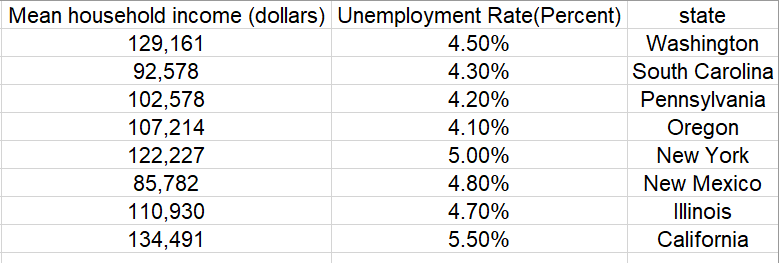 Mean household income (dollars) Unemployment Rate(Percent) state
129,161 4.50% Washington
92,578 4.30% South Carolina
102,578 4.20% Pennsylvania
107,214 4.10% Oregon
122,227 5.00% New York
85,782 4.80% New Mexico
110,930 4.70% Illinois
134,491 5.50% California